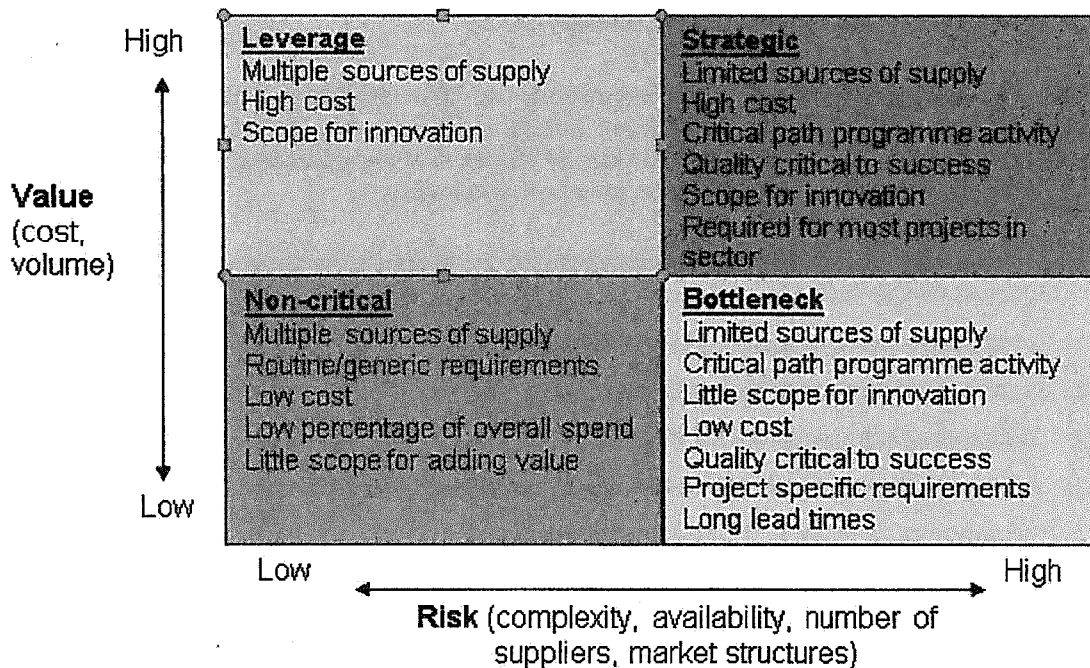 High
Value
(cost,
volume)
Low
Leverage
Multiple sources of supply
High cost
Scope for innovation
Strategic
Limited sources of supply
High cost
Critical path programme activity
Quality critical to success
Scope for innovation
Required for most projects in
sector
Non-critical
Multiple sources of supply
Routine/generic requirements
Low cost
Low percentage of overall spend
Little scope for adding value
Bottleneck
Limited sources of supply
Critical path programme activity
Little scope for innovation
Low cost
Quality critical to success
Project specific requirements
Long lead times
Low
High
Risk (complexity, availability, number of
suppliers, market structures)